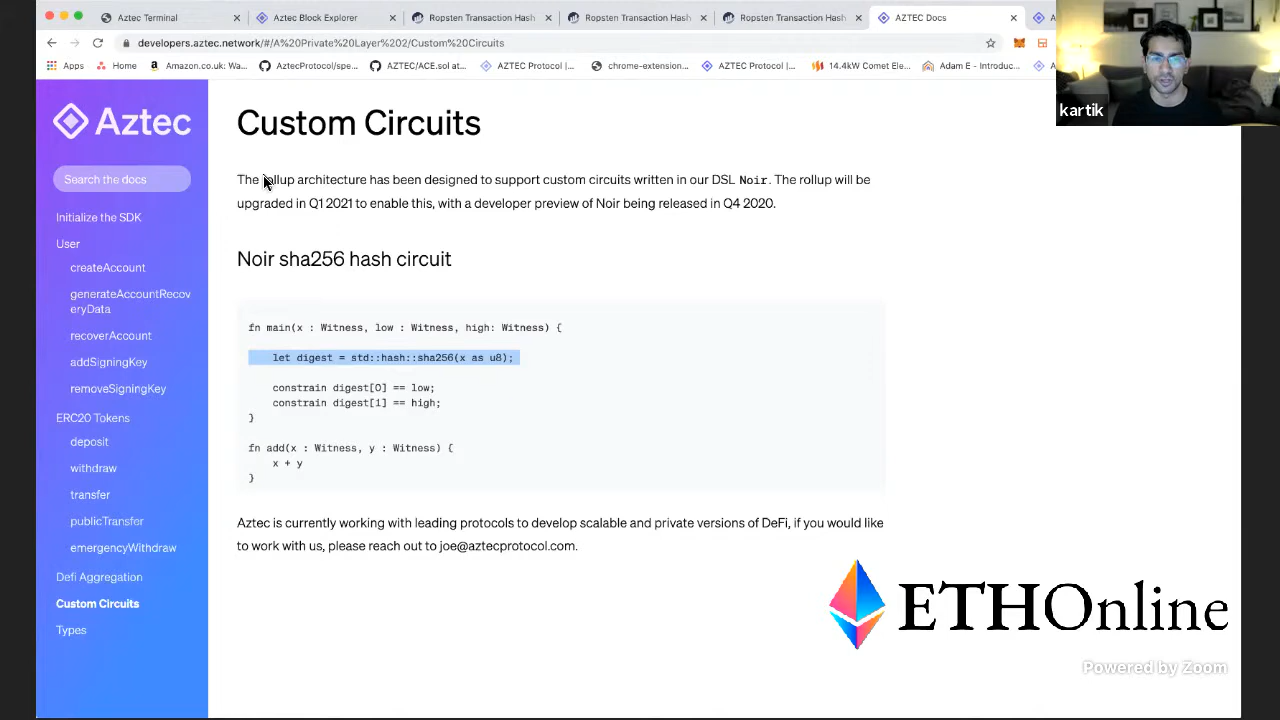 Aztec Terminal
Aztec Block Explorer
Ropsten Transaction Hash
Ropsten Transaction Hash
Ropsten Transaction Hash
AZTEC Docs
developers.aztec.network/#/A%20Private%20Layer%202/Custom%20Circuits
Apps
Home
Amazon.co.uk: Wa...
AztecProtocol/spe...
AZTEC/ACE.sol at...
AZTEC Protocol |...
chrome-extension...
AZTEC Protocol |...
14.4kW Comet Ele...
Adam E - Introduc...
kartik
Aztec
Search the docs
Initialize the SDK
User
createAccount
generateAccountRecov
eryData
recoverAccount
addSigningKey
removeSigningKey
ERC20 Tokens
deposit
withdraw
transfer
publicTransfer
emergencyWithdraw
Defi Aggregation
Custom Circuits
Types
Custom Circuits
The rollup architecture has been designed to support custom circuits written in our DSL Noir. The rollup will be
upgraded in Q1 2021 to enable this, with a developer preview of Noir being released in Q4 2020.
Noir sha256 hash circuit
fn main(x : Witness, low : Witness, high: Witness) {
let digest = std::hash::sha256(x as u8);
constrain digest[0] == low;
constrain digest[1] == high;
}
fn add(x : Witness, y : Witness) {
x + y
}
Aztec is currently working with leading protocols to develop scalable and private versions of DeFi, if you would like
to work with us, please reach out to joe@aztecprotocol.com.
ETHOnline
Powered by Zoom